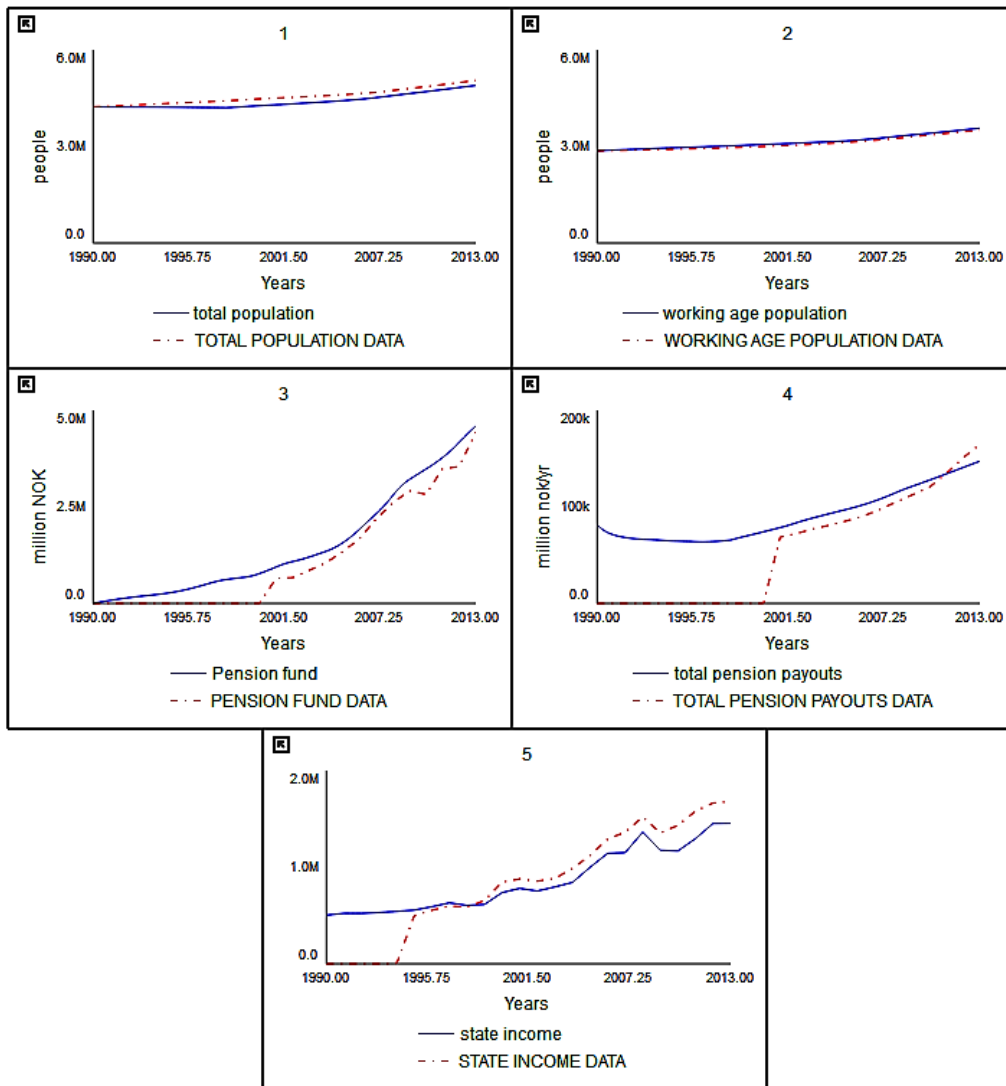 1
6.0M
people
3.0M
0.0
1990.00 1995.75 2001.50 2007.25 2013.00
Years
total population
TOTAL POPULATION DATA
2
6.0M
people
3.0M
0.0
1990.00 1995.75 2001.50 2007.25 2013.00
Years
working age population
WORKING AGE POPULATION DATA
3
5.0M
million NOK
2.5M
0.0
1990.00 1995.75 2001.50 2007.25 2013.00
Years
Pension fund
PENSION FUND DATA
4
200k
million nok/yr
100k
0.0
1990.00 1995.75 2001.50 2007.25 2013.00
Years
total pension payouts
TOTAL PENSION PAYOUTS DATA
5
2.0M
1.0M
0.0
1990.00 1995.75 2001.50 2007.25 2013.00
Years
state income
STATE INCOME DATA